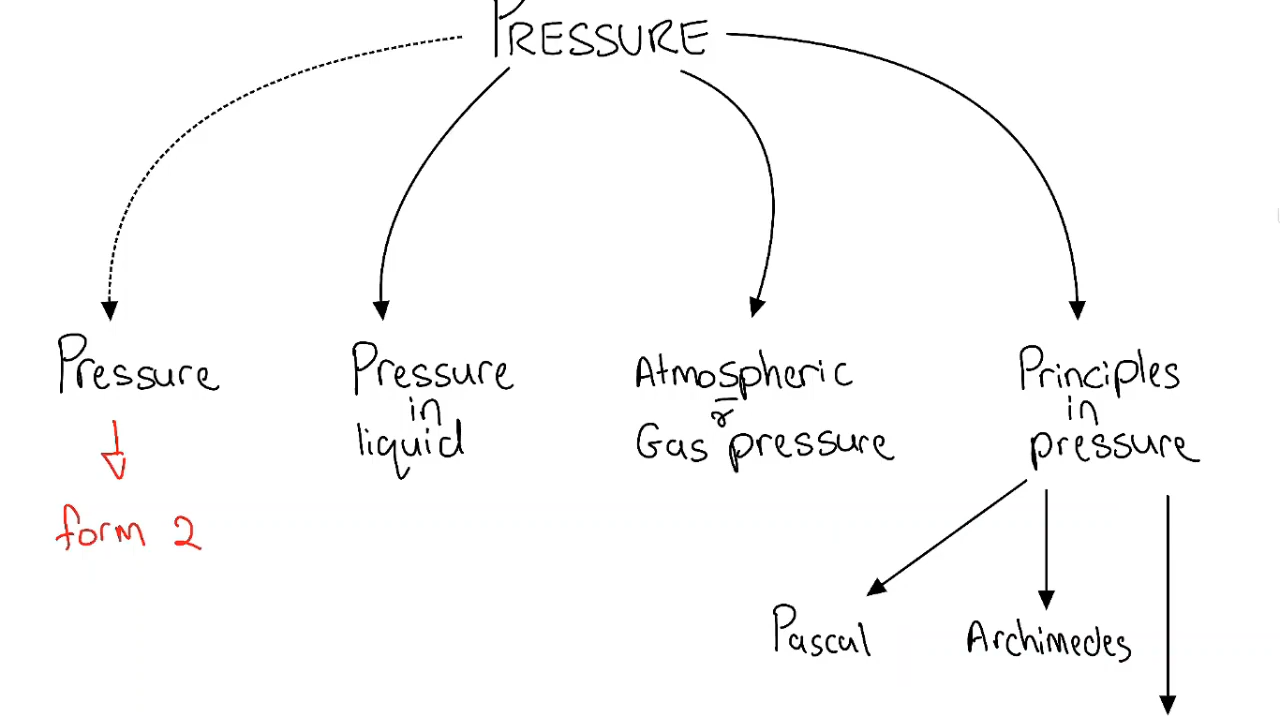 PRESSURE
Pressure
form 2
Pressure
in
liquid
Atmospheric
Gas pressure
Principles
in
pressure
Pascal
Archimedes